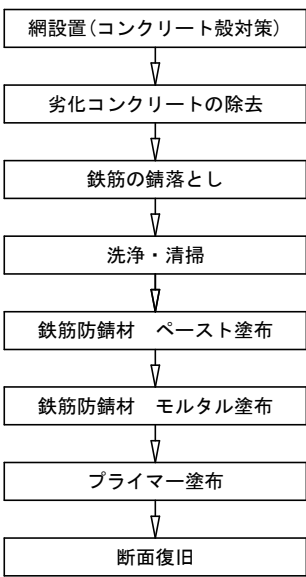 網設置(コンクリート殻対策)
劣化コンクリートの除去
鉄筋の錆落とし
洗浄・清掃
鉄筋防錆材　ペースト塗布
鉄筋防錆材　モルタル塗布
プライマー塗布
断面復旧